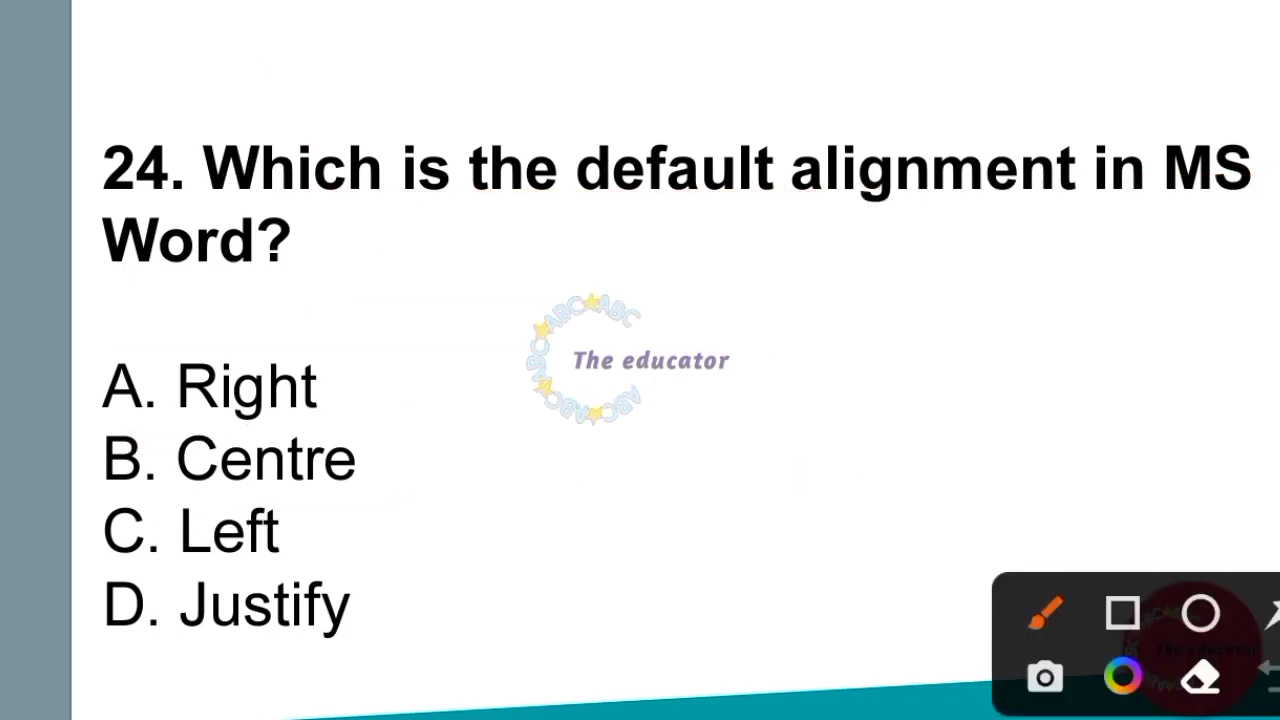 24. Which is the default alignment in MS
Word?
The educator
A. Right
B. Centre
C. Left
D. Justify